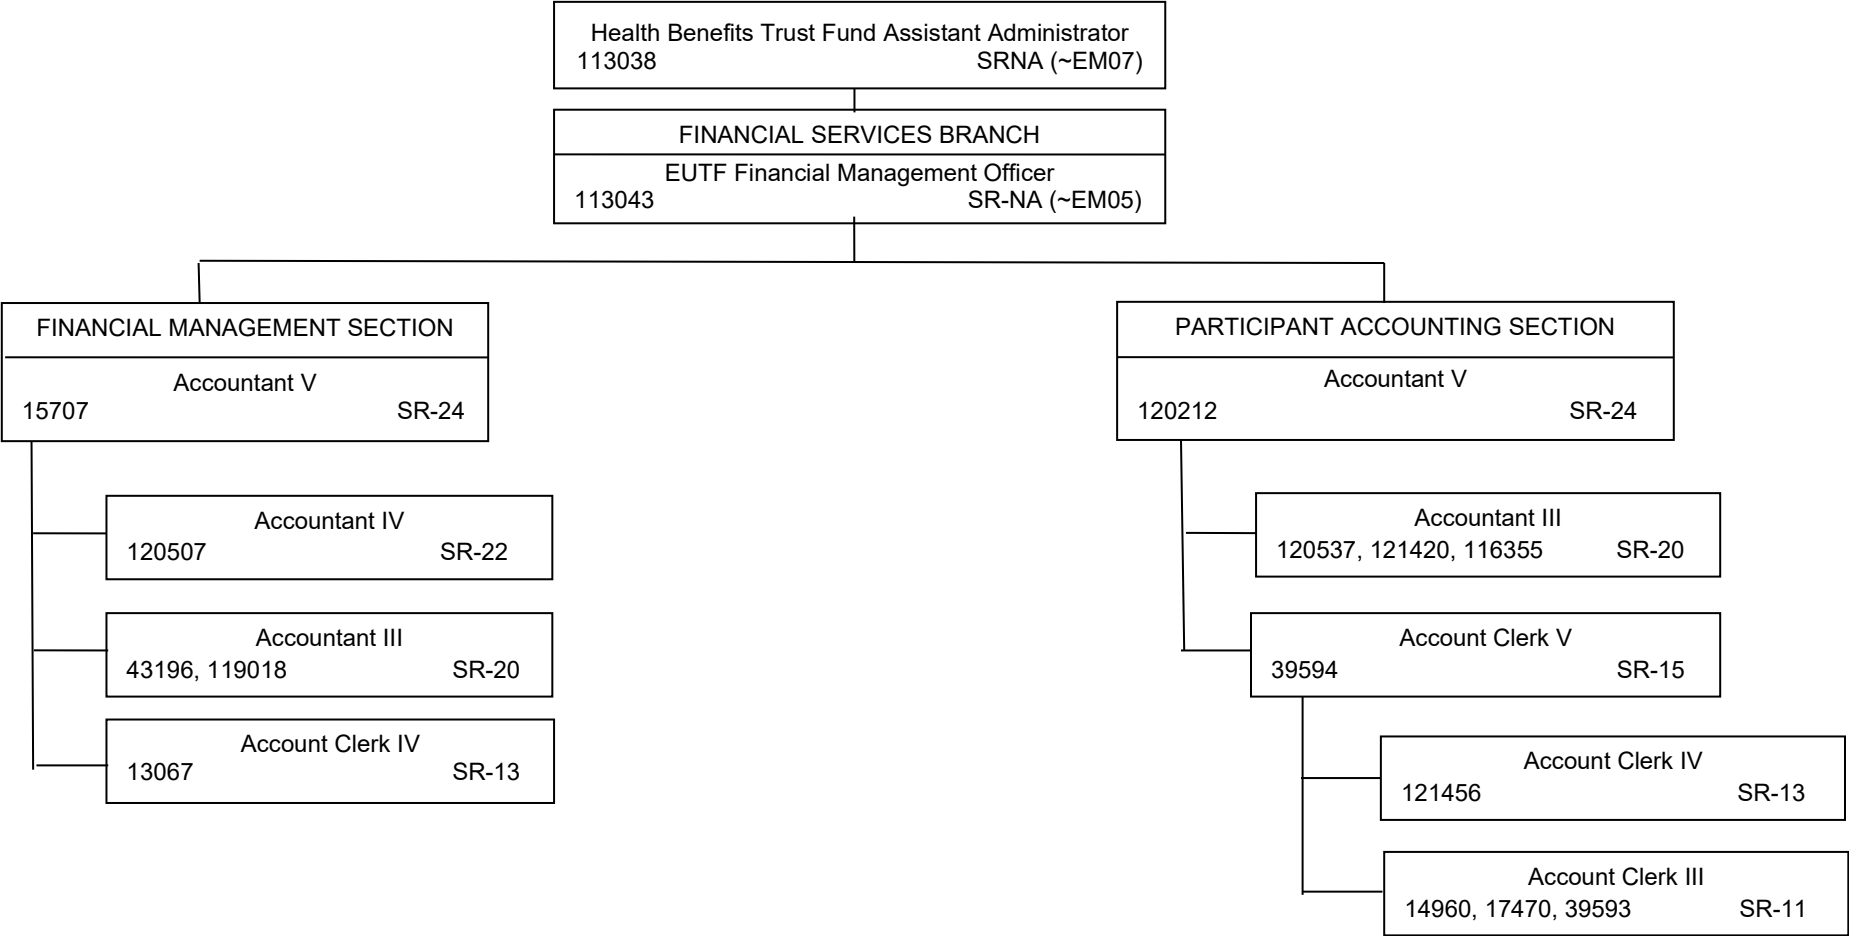 Health Benefits Trust Fund Assistant Administrator
113038 SRNA (~EM07)
FINANCIAL SERVICES BRANCH
EUTF Financial Management Officer
113043 SR-NA (~EM05)
FINANCIAL MANAGEMENT SECTION
Accountant V
15707 SR-24
Accountant IV
120507 SR-22
Accountant III
43196, 119018 SR-20
Account Clerk IV
13067 SR-13
PARTICIPANT ACCOUNTING SECTION
Accountant V
120212 SR-24
Accountant III
120537, 121420, 116355 SR-20
Account Clerk V
39594 SR-15
Account Clerk IV
121456 SR-13
Account Clerk III
14960, 17470, 39593 SR-11